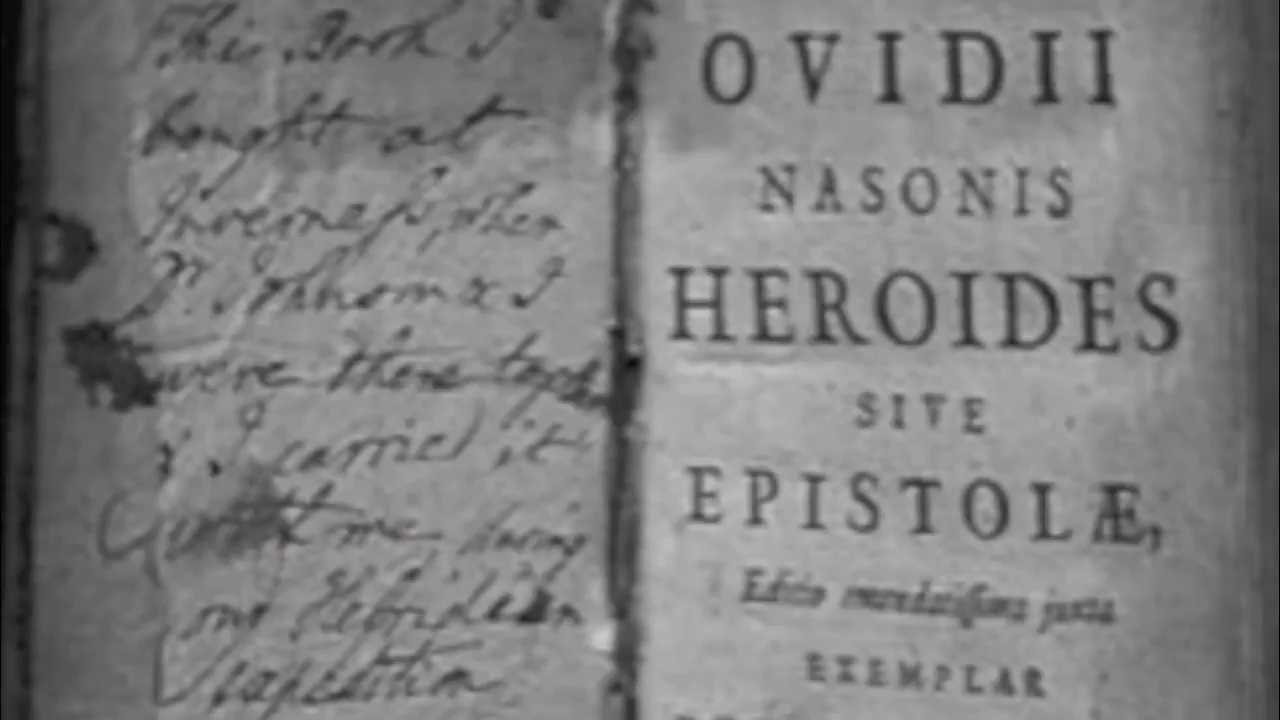 This Book I
bought at
Inverness, when
Dr. Johnson & I
were there
& I carried it
with me, during
our Hebridean
expedition.
OVIDII
NASONIS
HEROIDES
SIVE
EPISTOLÆ,
Editio emendatissima juxta
EXEMPLAR